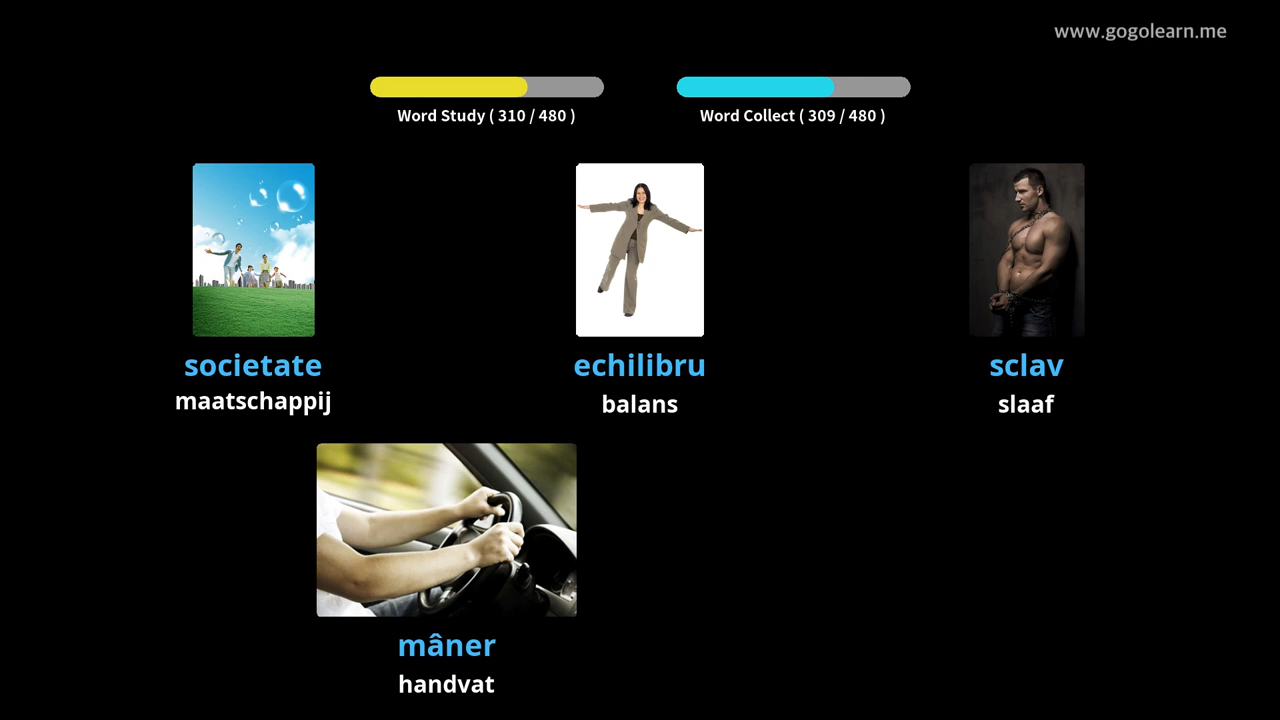 www.gogolearn.me
Word Study ( 310 / 480 )
Word Collect ( 309 / 480 )
societate
maatschappij
echilibru
balans
sclav
slaaf
mâner
handvat